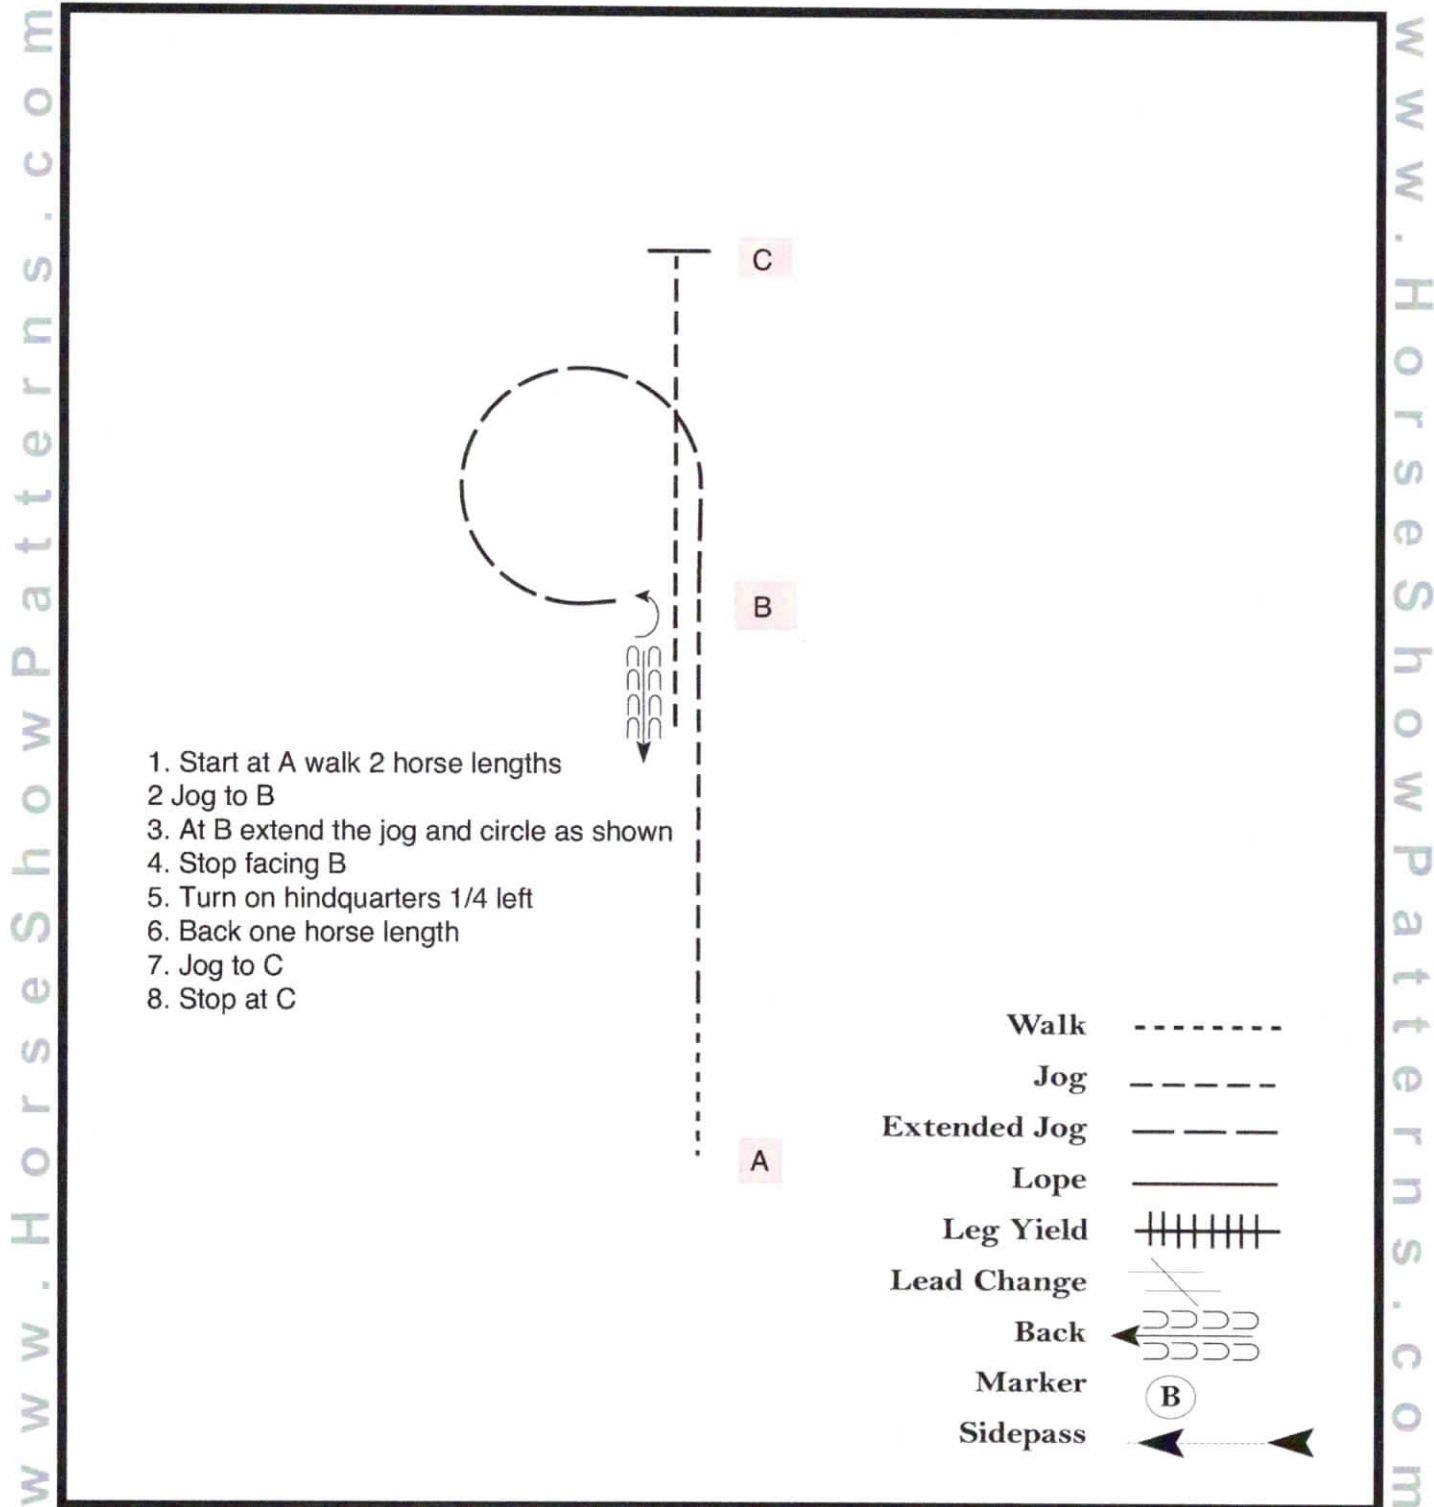 www.HorseShowPatterns.com
www.HorseShowPatterns.com
C
B
1. Start at A walk 2 horse lengths
2 Jog to B
3. At B extend the jog and circle as shown
4. Stop facing B
5. Turn on hindquarters 1/4 left
6. Back one horse length
7. Jog to C
8. Stop at C
A
Walk
Jog
Extended Jog
Lope
Leg Yield
Lead Change
Back
Marker B
Sidepass